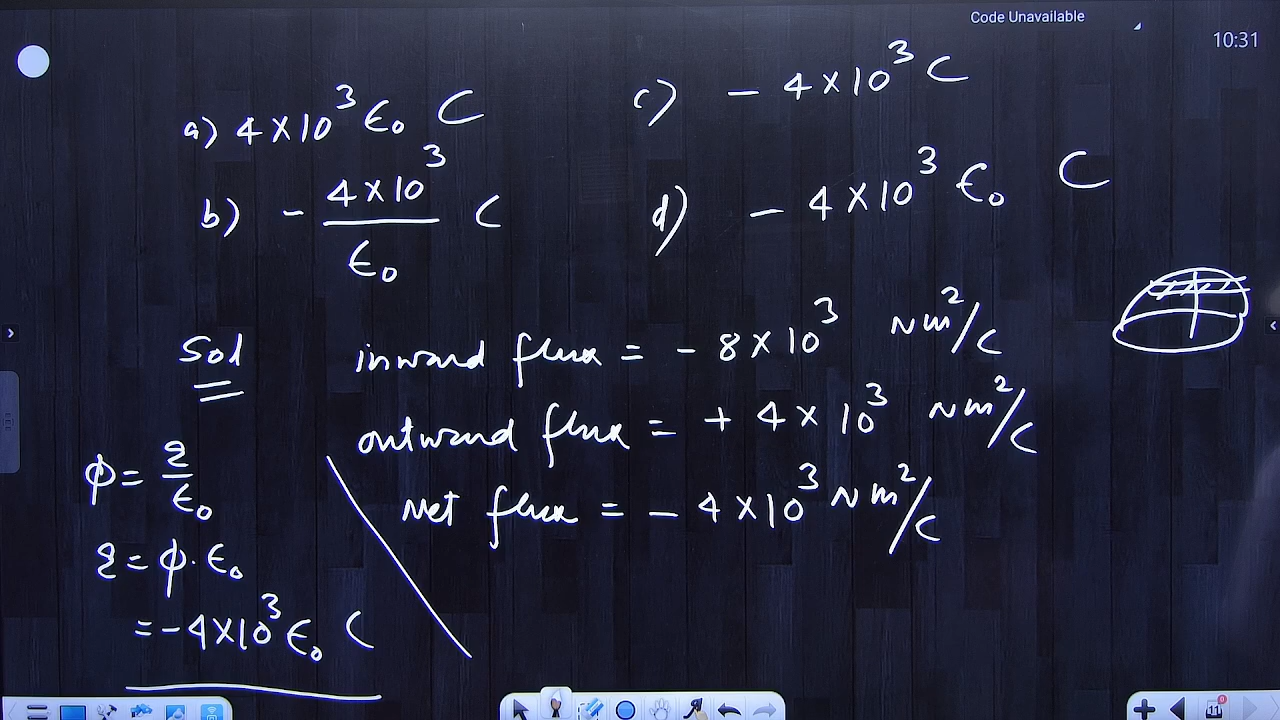 Code Unavailable
10:31
a) 4×10³ ϵ₀ C
c) - 4×10³ C
b) - 4×10³/ϵ₀ C
d) - 4×10³ ϵ₀ C
Sol
inward flux = - 8×10³ Nm²/C
outward flux = + 4×10³ Nm²/C
Net flux = - 4×10³ Nm²/C
ϕ = q/ϵ₀
q = ϕ·ϵ₀
= -4×10³ ϵ₀ C
11